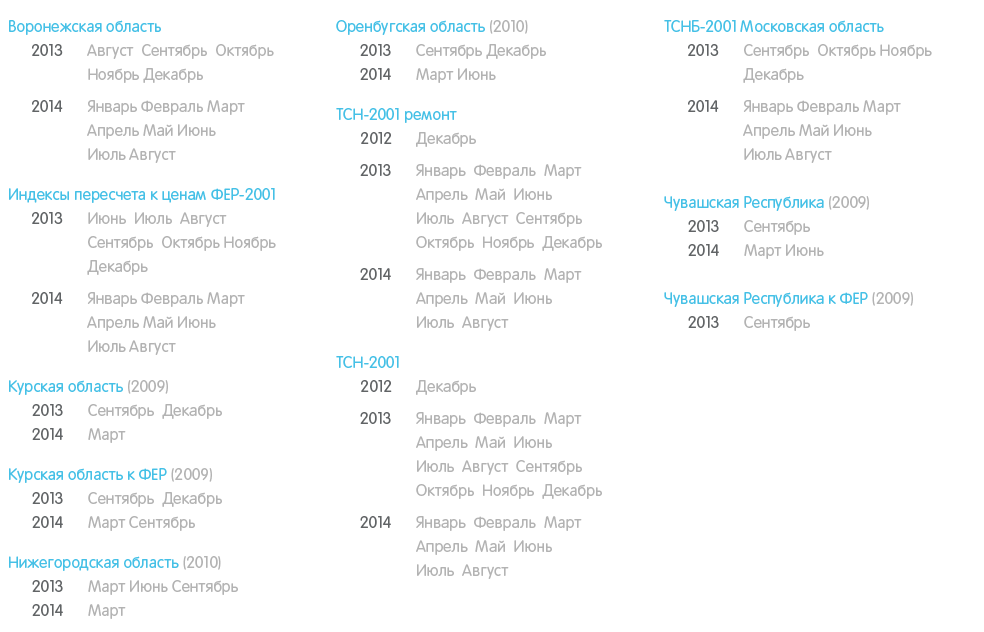 Воронежская область
2013 Август Сентябрь Октябрь
Ноябрь Декабрь
2014 Январь Февраль Март
Апрель Май Июнь
Июль Август
Индексы пересчета к ценам ФЕР-2001
2013 Июнь Июль Август
Сентябрь Октябрь Ноябрь
Декабрь
2014 Январь Февраль Март
Апрель Май Июнь
Июль Август
Курская область (2009)
2013 Сентябрь Декабрь
2014 Март
Курская область к ФЕР (2009)
2013 Сентябрь Декабрь
2014 Март Сентябрь
Нижегородская область (2010)
2013 Март Июнь Сентябрь
2014 Март
Оренбугская область (2010)
2013 Сентябрь Декабрь
2014 Март Июнь
ТСН-2001 ремонт
2012 Декабрь
2013 Январь Февраль Март
Апрель Май Июнь
Июль Август Сентябрь
Октябрь Ноябрь Декабрь
2014 Январь Февраль Март
Апрель Май Июнь
Июль Август
ТСН-2001
2012 Декабрь
2013 Январь Февраль Март
Апрель Май Июнь
Июль Август Сентябрь
Октябрь Ноябрь Декабрь
2014 Январь Февраль Март
Апрель Май Июнь
Июль Август
ТСНБ-2001 Московская область
2013 Сентябрь Октябрь Ноябрь
Декабрь
2014 Январь Февраль Март
Апрель Май Июнь
Июль Август
Чувашская Республика (2009)
2013 Сентябрь
2014 Март Июнь
Чувашская Республика к ФЕР (2009)
2013 Сентябрь